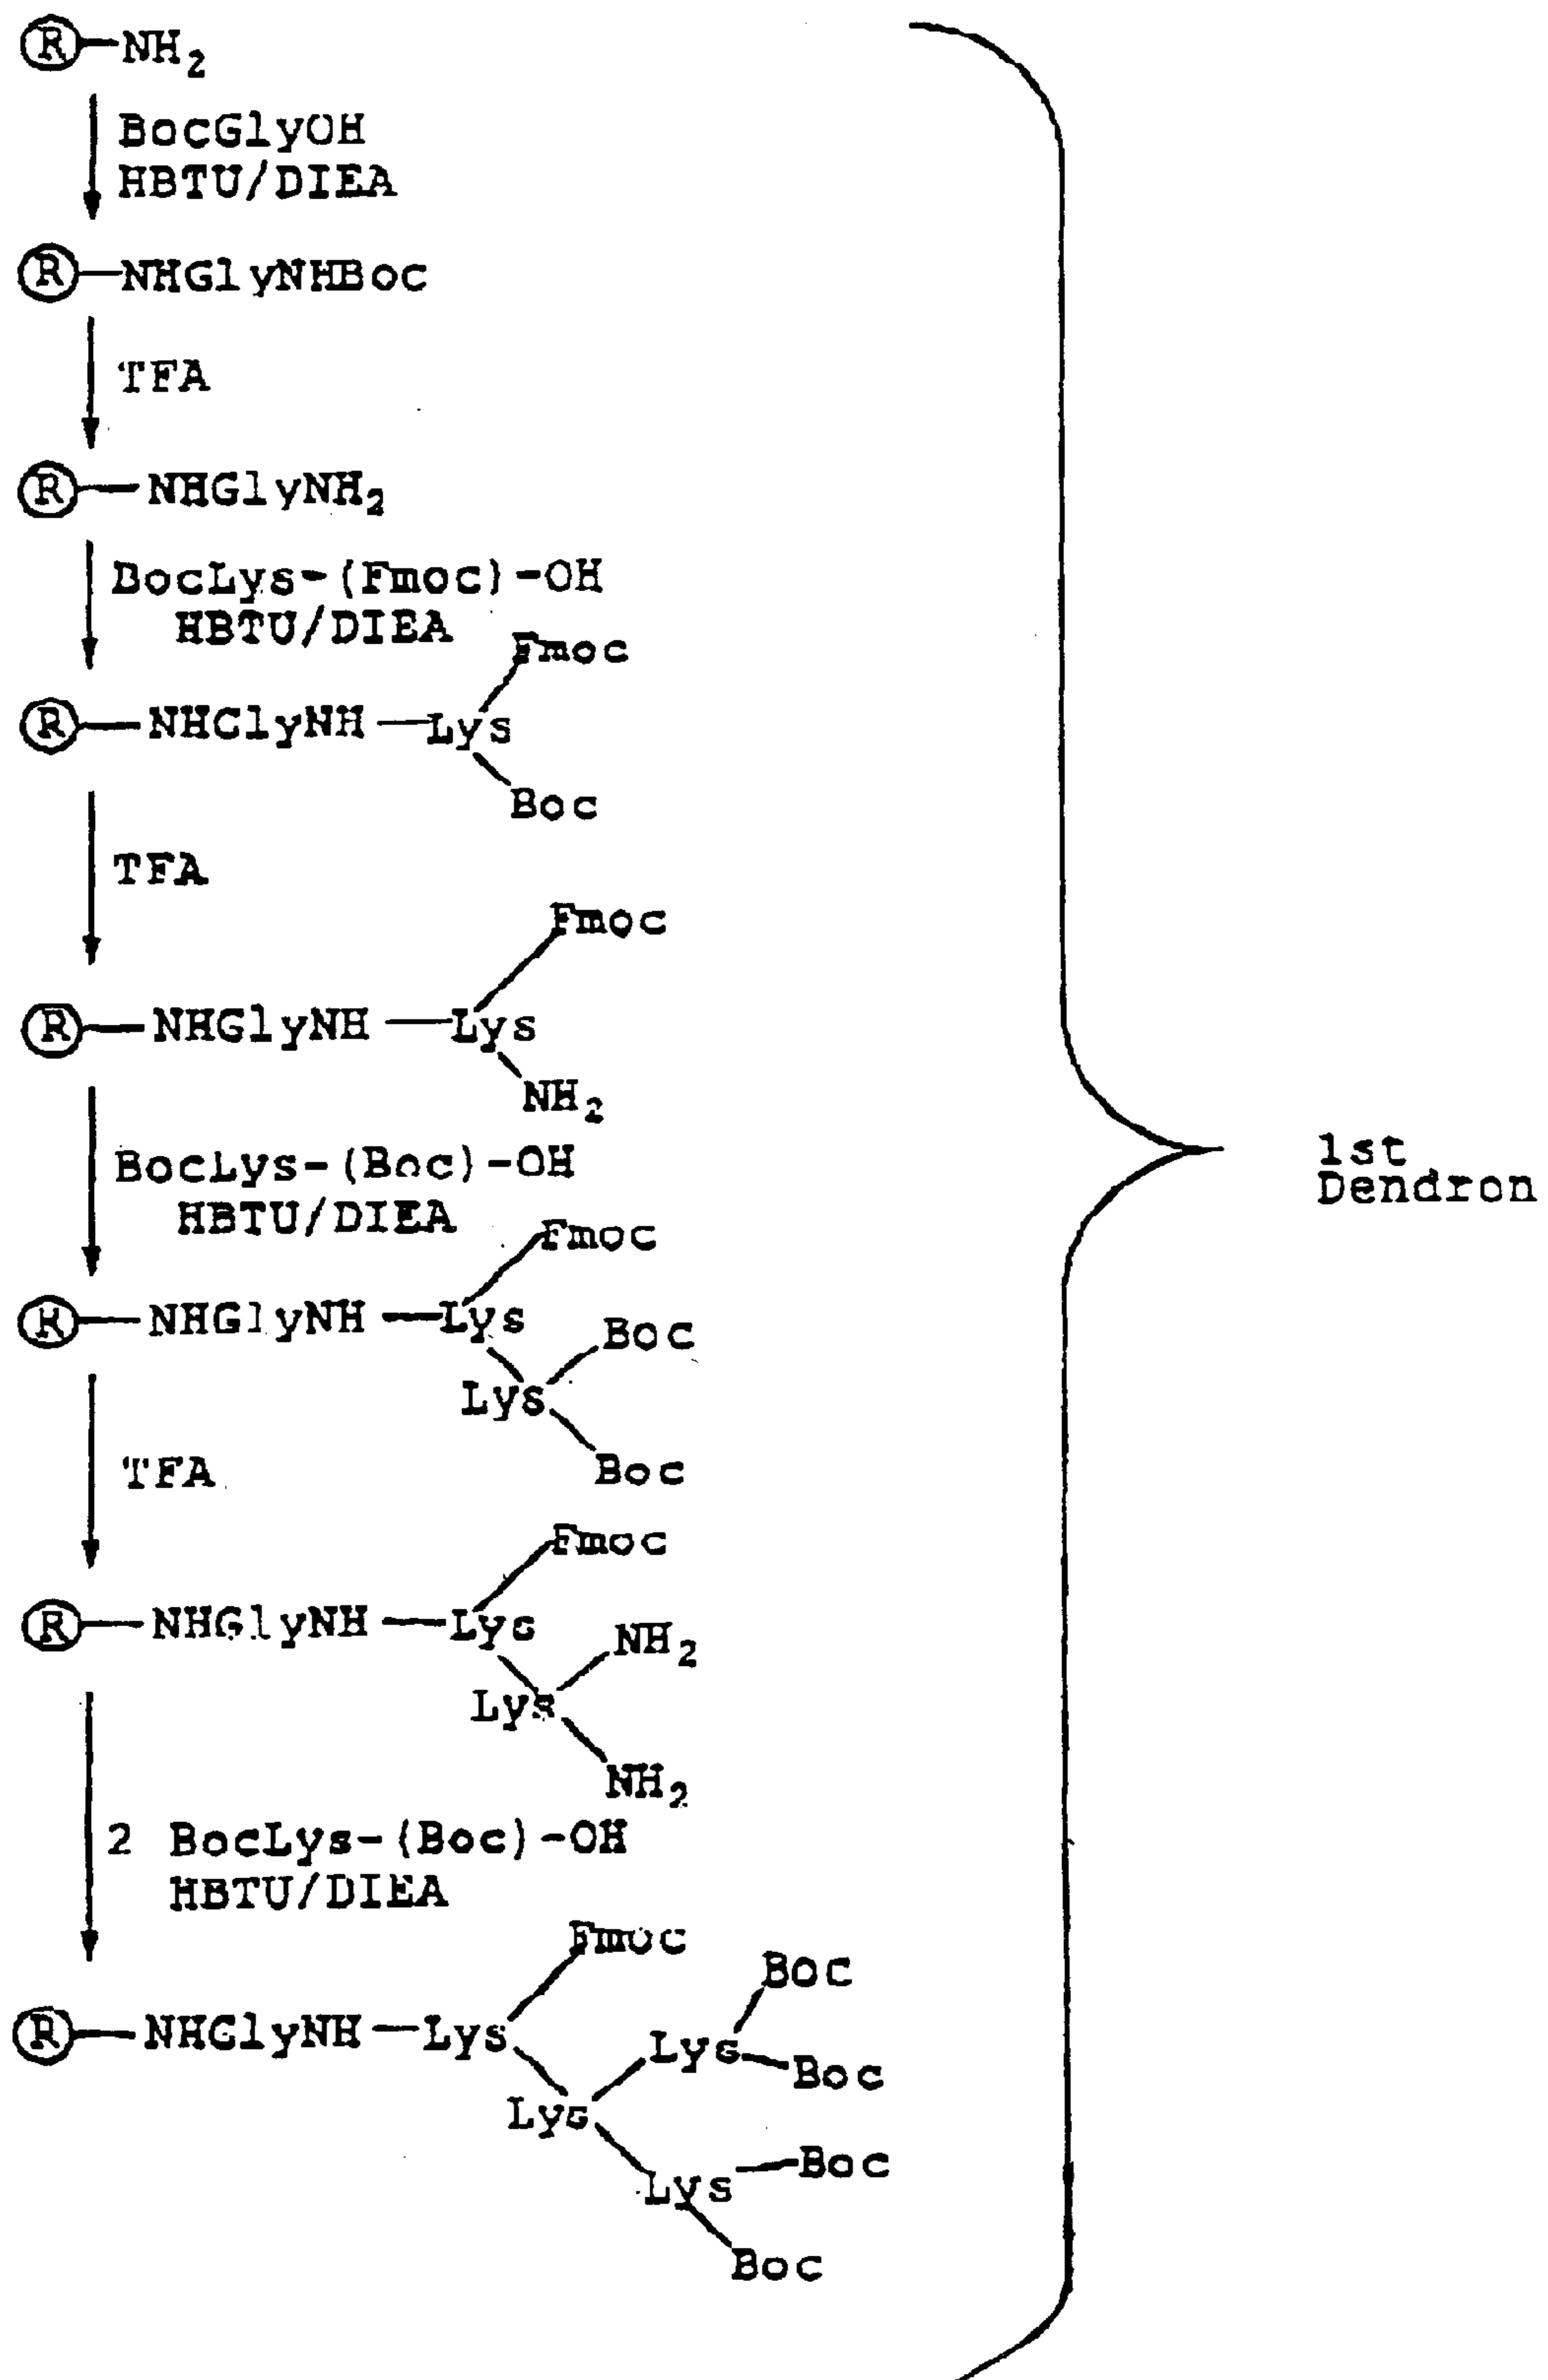 R—NH2
BocGlyOH
HBTU/DIEA
R—NHGlyNHBoc
TFA
R—NHGlyNH2
BocLys-(Fmoc)-OH
HBTU/DIEA
Fmoc
R—NHGlyNH—Lys
Boc
TFA
Fmoc
R—NHGlyNH—Lys
NH2
BocLys-(Boc)-OH
HBTU/DIEA
Fmoc
R—NHGlyNH—Lys
Boc
Lys
Boc
TFA
Fmoc
R—NHGlyNH—Lys
NH2
Lys
NH2
2 BocLys-(Boc)-OH
HBTU/DIEA
Fmoc
Boc
R—NHGlyNH—Lys
Lys
Boc
Lys
Boc
Lys
Boc
1st
Dendron